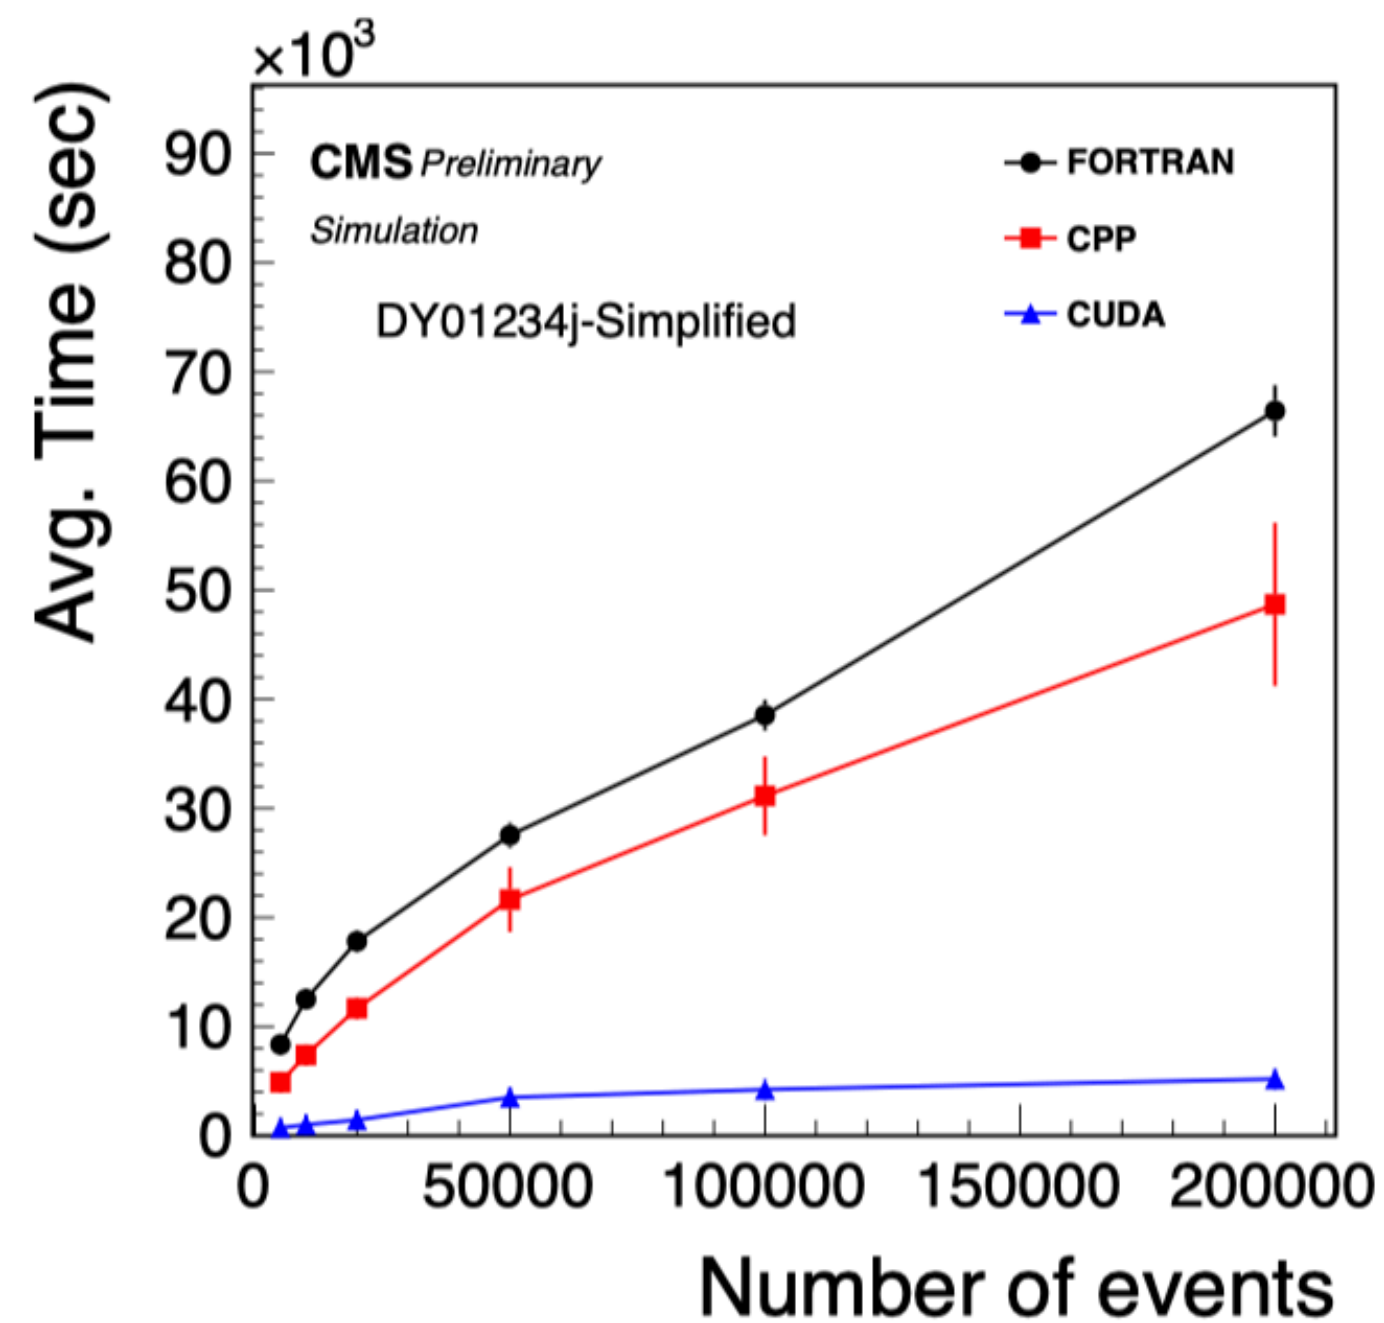 ×10³
Avg. Time (sec)
90
80
70
60
50
40
30
20
10
0
CMS Preliminary
Simulation
DY01234j-Simplified
FORTRAN
CPP
CUDA
0 50000 100000 150000 200000
Number of events